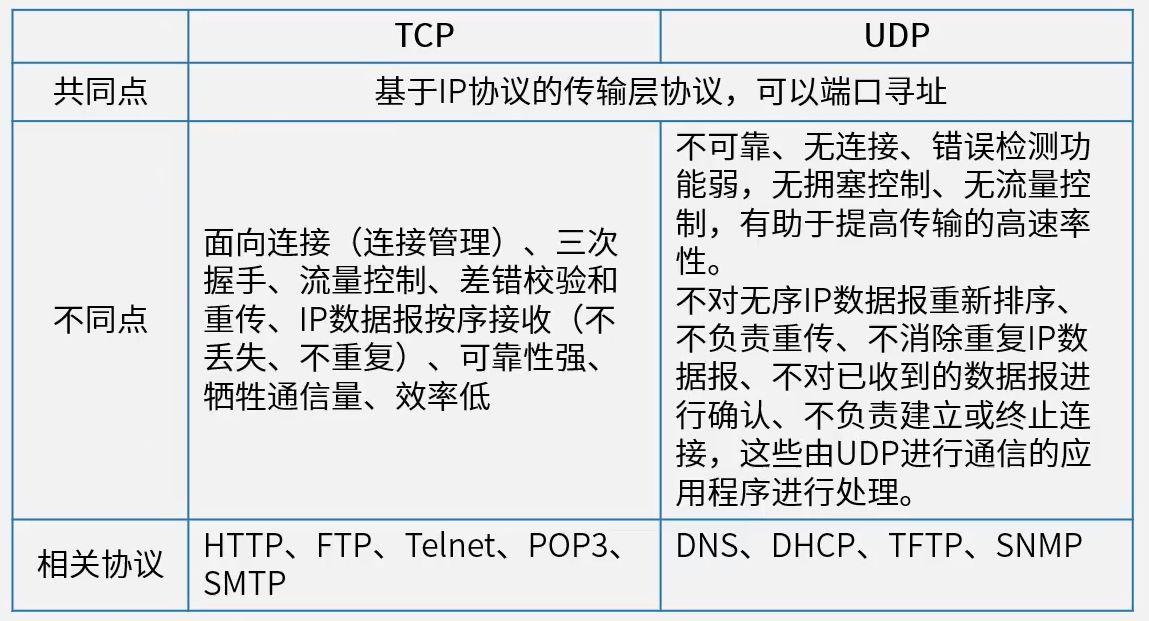 TCP
UDP
共同点
基于IP协议的传输层协议，可以端口寻址
不同点
面向连接（连接管理）、三次
握手、流量控制、差错校验和
重传、IP数据报按序接收（不
丢失、不重复）、可靠性强、
牺牲通信量、效率低
不可靠、无连接、错误检测功
能弱，无拥塞控制、无流量控
制，有助于提高传输的高速率
性。
不对无序IP数据报重新排序、
不负责重传、不消除重复IP数
据报、不对已收到的数据报进
行确认、不负责建立或终止连
接，这些由UDP进行通信的应
用程序进行处理。
相关协议
HTTP、FTP、Telnet、POP3、
SMTP
DNS、DHCP、TFTP、SNMP